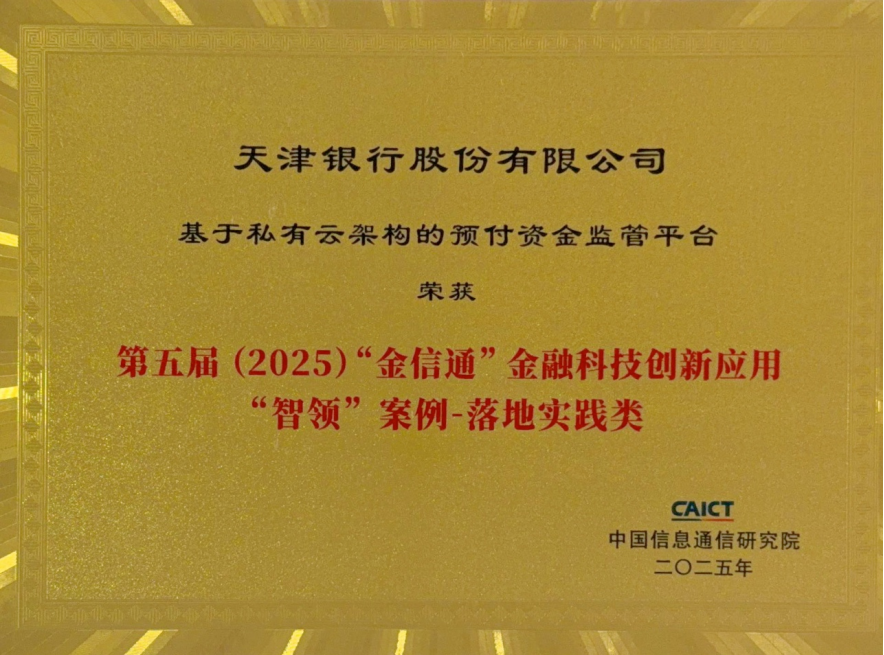 天津银行股份有限公司
基于私有云架构的预付资金监管平台
荣获
第五届（2025）“金信通”金融科技创新应用
“智领”案例-落地实践类
CAICT
中国信息通信研究院
二〇二五年